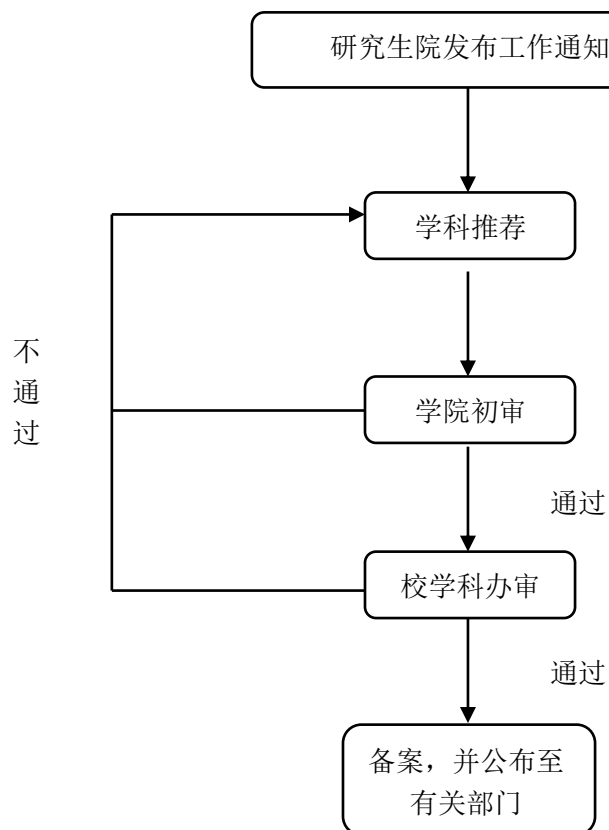 研究生院发布工作通知
学科推荐
不
通
过
学院初审
通过
校学科办审
通过
备案，并公布至
有关部门